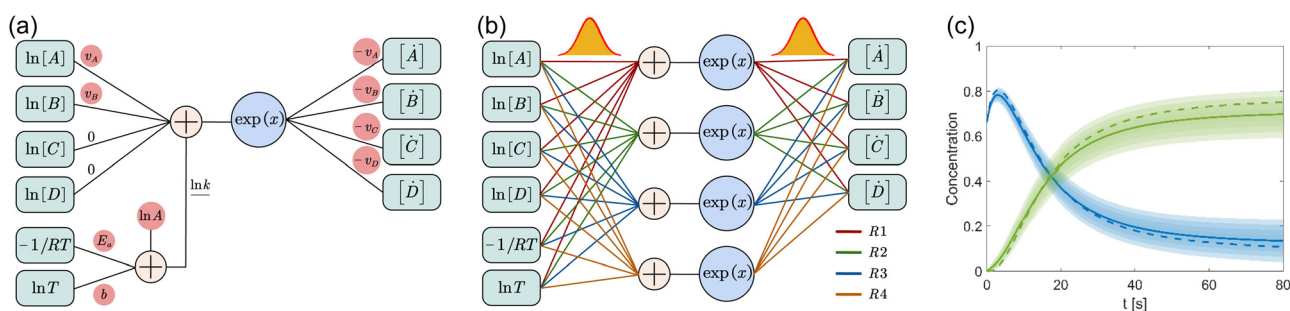 (a)
ln[A]
ln[B]
ln[C]
ln[D]
-1/RT
lnT
v_A
v_B
0
0
E_a
b
ln A
ln k
+
+
exp(x)
-v_A
-v_B
-v_C
-v_D
[Ȧ]
[Ḃ]
[Ċ]
[Ḋ]
(b)
ln[A]
ln[B]
ln[C]
ln[D]
-1/RT
lnT
+
+
+
+
exp(x)
exp(x)
exp(x)
exp(x)
[Ȧ]
[Ḃ]
[Ċ]
[Ḋ]
R1
R2
R3
R4
(c)
Concentration
1
0.8
0.6
0.4
0.2
0
0
20
40
60
80
t [s]